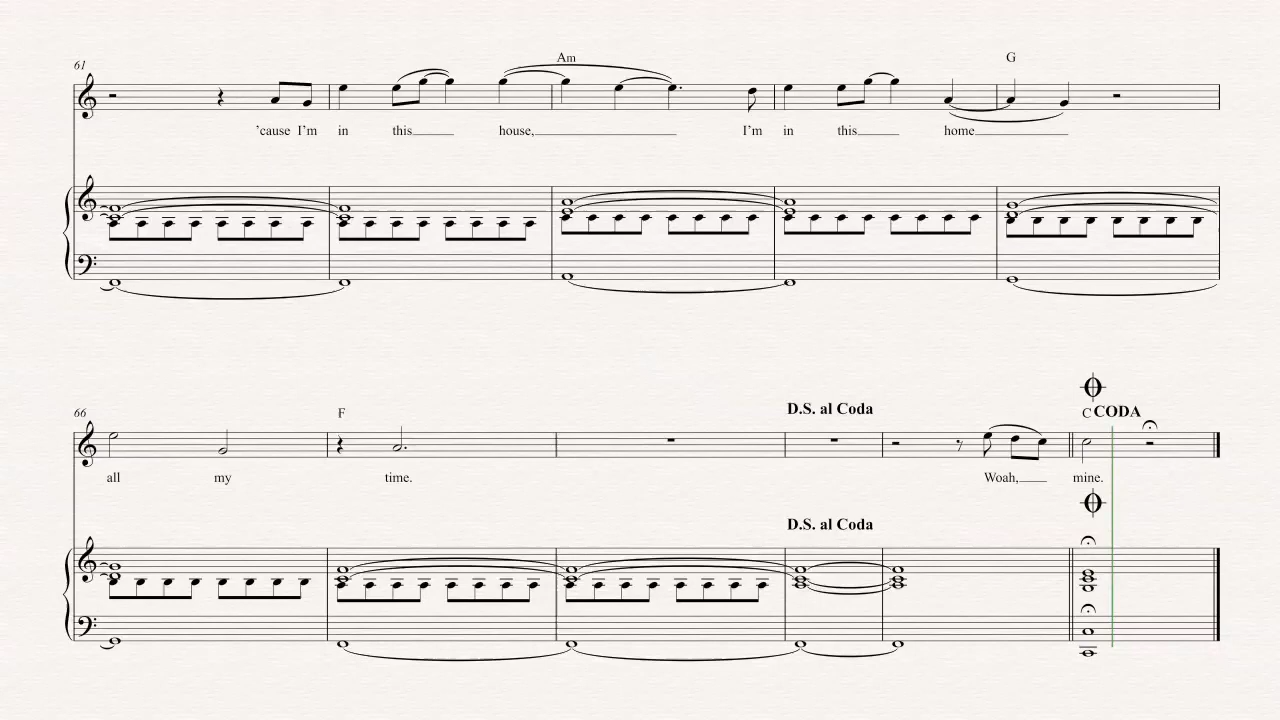 61
Am
G
’cause I’m in this house, I’m in this home
66
F
D.S. al Coda
C CODA
all my time. Woah, mine.
D.S. al Coda